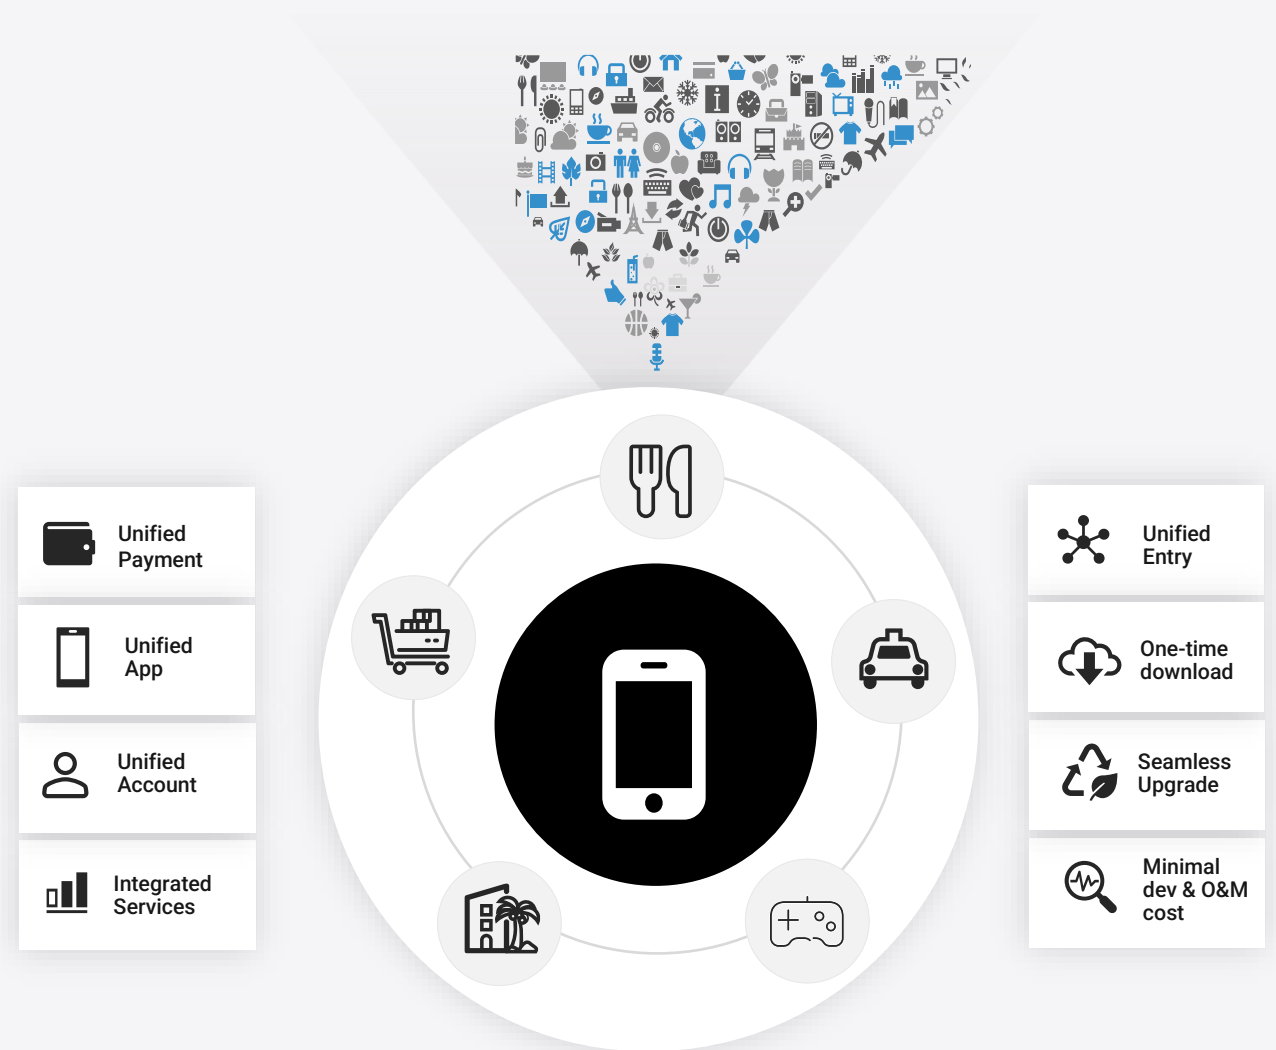 Unified
Payment
Unified
App
Unified
Account
Integrated
Services
Unified
Entry
One-time
download
Seamless
Upgrade
Minimal
dev & O&M
cost